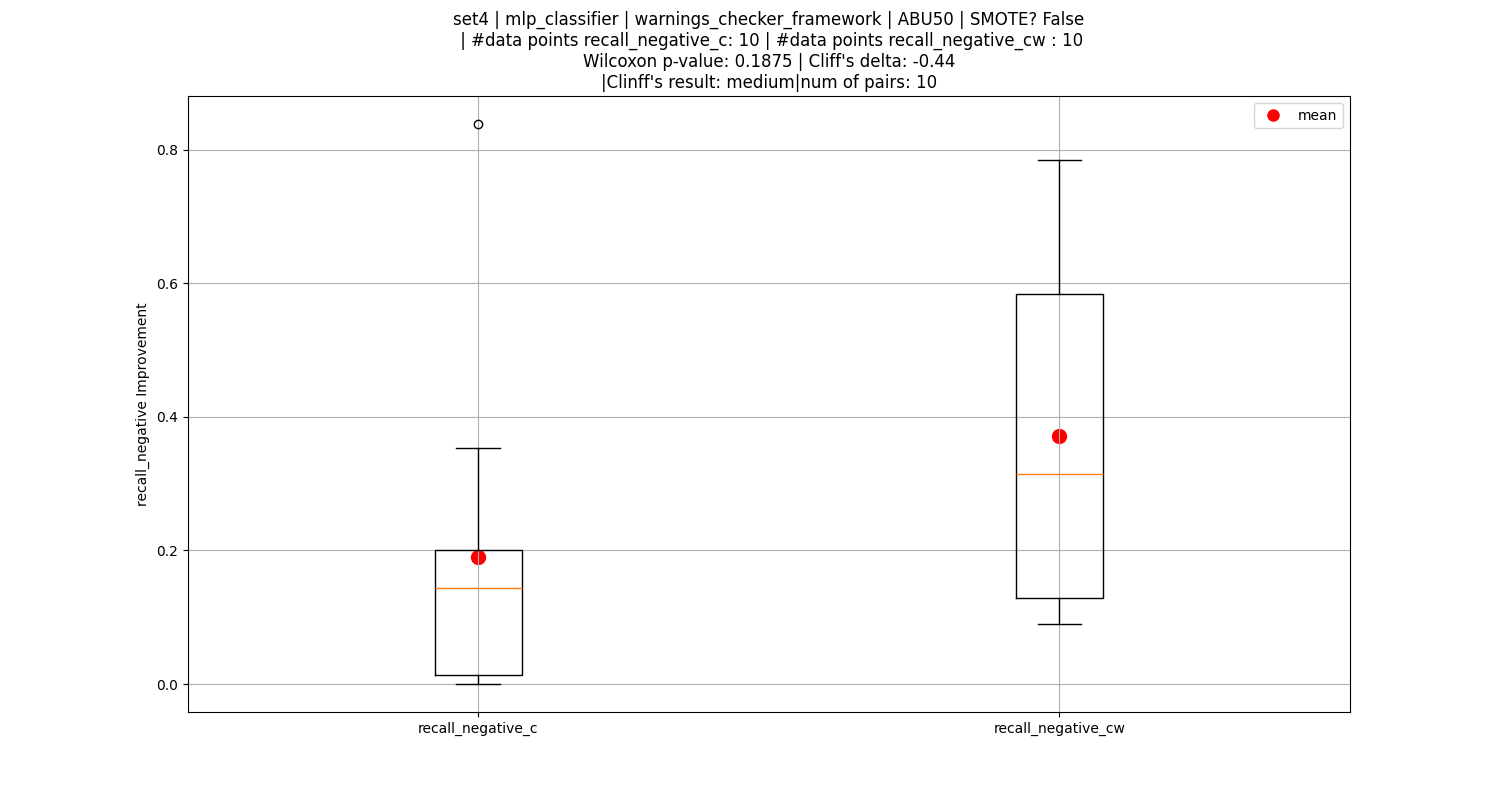 set4 | mlp_classifier | warnings_checker_framework | ABU50 | SMOTE? False
| #data points recall_negative_c: 10 | #data points recall_negative_cw : 10
Wilcoxon p-value: 0.1875 | Cliff's delta: -0.44
|Clinff's result: medium|num of pairs: 10
mean
0.8
0.6
0.4
0.2
0.0
recall_negative Improvement
recall_negative_c
recall_negative_cw